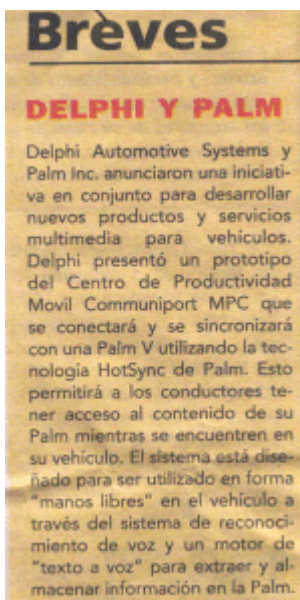 Brèves
DELPHI Y PALM
Delphi Automotive Systems y
Palm Inc. anunciaron una iniciati-
va en conjunto para desarrollar
nuevos productos y servicios
multimedia para vehículos.
Delphi presentó un prototipo
del Centro de Productividad
Movil Communiport MPC que
se conectará y se sincronizará
con una Palm V utilizando la tec-
nología HotSync de Palm. Esto
permitirá a los conductores te-
ner acceso al contenido de su
Palm mientras se encuentren en
su vehículo. El sistema está dise-
ñado para ser utilizado en forma
"manos libres" en el vehículo a
través del sistema de reconoci-
miento de voz y un motor de
"texto a voz" para extraer y al-
macenar información en la Palm.